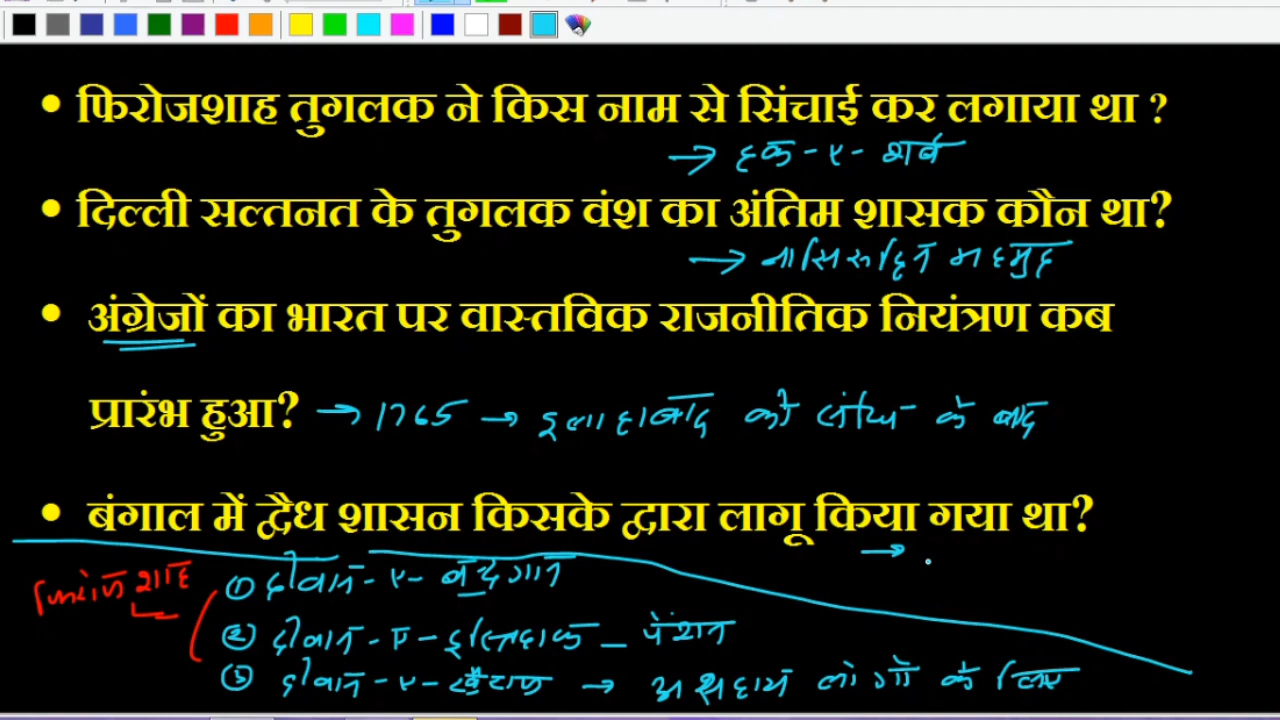 • फिरोजशाह तुगलक ने किस नाम से सिंचाई कर लगाया था ?
→ हक - ए - शर्ब
• दिल्ली सल्तनत के तुगलक वंश का अंतिम शासक कौन था?
→ नासिरुद्दिन महमुद
• अंग्रेजों का भारत पर वास्तविक राजनीतिक नियंत्रण कब
प्रारंभ हुआ? → 1765 → इलाहाबाद की संधि के बाद
• बंगाल में द्वैध शासन किसके द्वारा लागू किया गया था?
→
फिरोज शाह
① दीवान - ए - बन्दगान
② दीवान - ए - इस्तिहाक - पेंशन
③ दीवान - ए - खैरात → असहाय लोगों के लिए